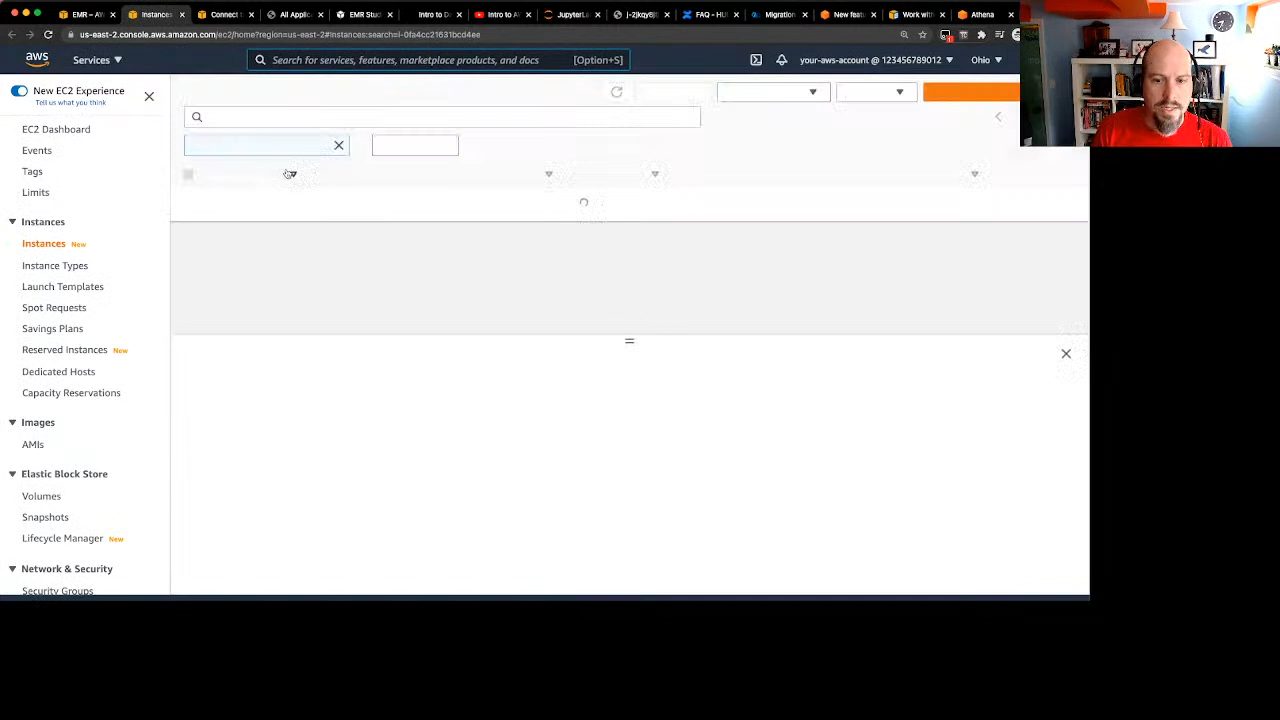 EMR – AW
Instances
Connect t
All Applic
EMR Stud
Intro to D
Intro to A
JupyterLa
j-2jkqy8j
FAQ - HU
Migration
New featu
Work with
Athena
us-east-2.console.aws.amazon.com/ec2/home?region=us-east-2#Instances:search=i-0fa4cc21631bcd4ee
aws
Services
Search for services, features, marketplace products, and docs
[Option+S]
your-aws-account @ 123456789012
Ohio
New EC2 Experience
Tell us what you think
EC2 Dashboard
Events
Tags
Limits
Instances
Instances New
Instance Types
Launch Templates
Spot Requests
Savings Plans
Reserved Instances New
Dedicated Hosts
Capacity Reservations
Images
AMIs
Elastic Block Store
Volumes
Snapshots
Lifecycle Manager New
Network & Security
Security Groups